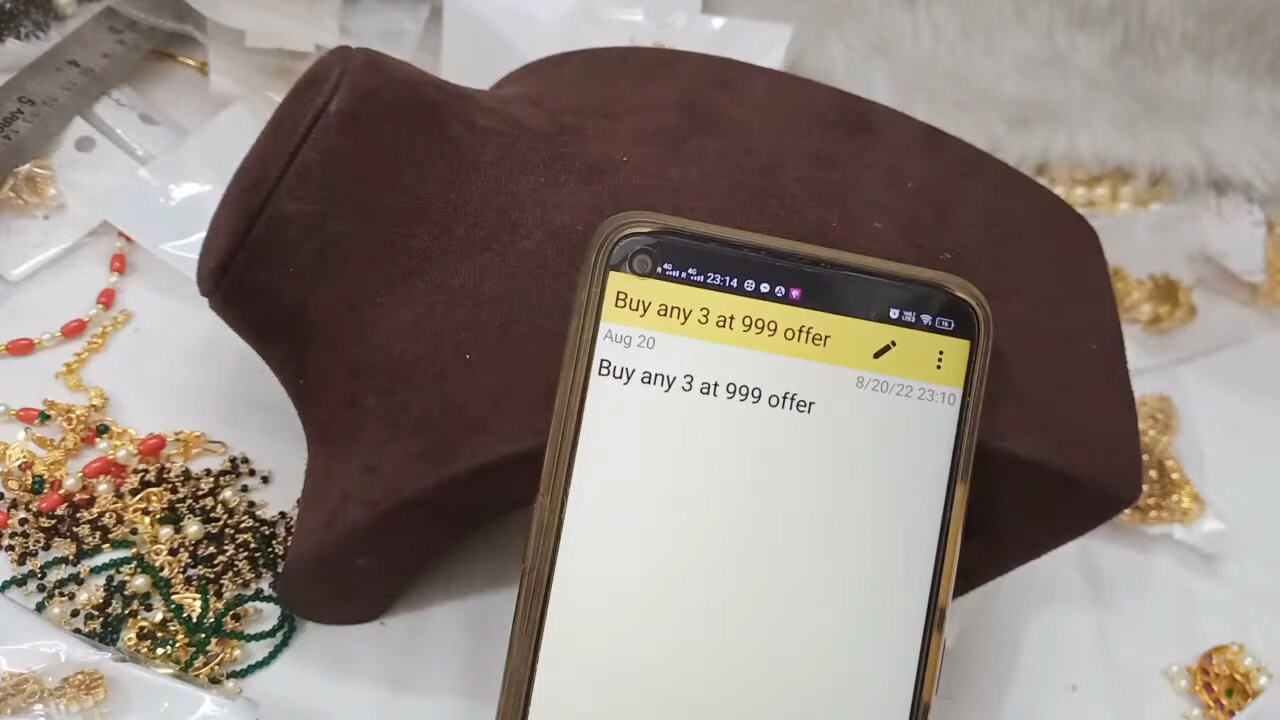 23:14
Buy any 3 at 999 offer
Aug 20
8/20/22 23:10
Buy any 3 at 999 offer